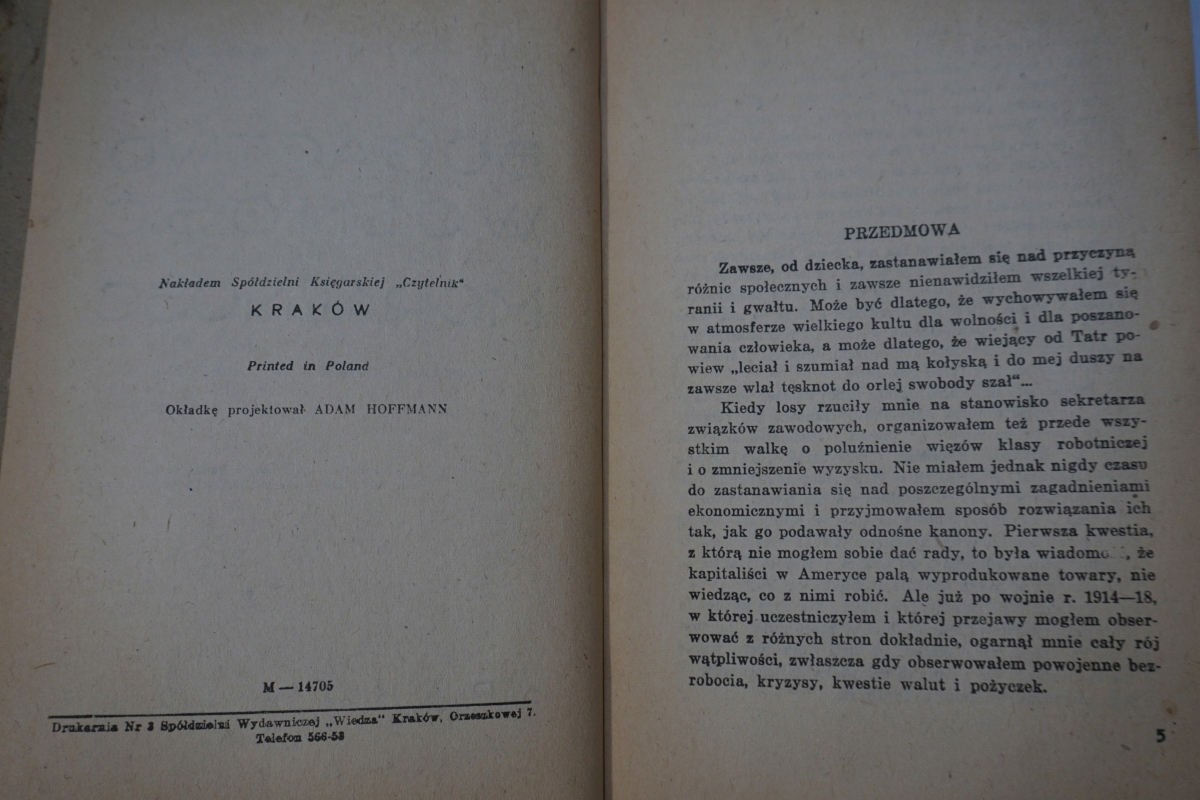 Nakładem Spółdzielni Księgarskiej „Czytelnik"
KRAKÓW
Printed in Poland
Okładkę projektował ADAM HOFFMANN
M — 14705
Drukarnia Nr 3 Spółdzielni Wydawniczej „Wiedza" Kraków, Orzeszkowej 7.
Telefon 566-53
PRZEDMOWA
Zawsze, od dziecka, zastanawiałem się nad przyczyną
różnic społecznych i zawsze nienawidziłem wszelkiej ty-
ranii i gwałtu. Może być dlatego, że wychowywałem się
w atmosferze wielkiego kultu dla wolności i dla poszano-
wania człowieka, a może dlatego, że wiejący od Tatr po-
wiew „leciał i szumiał nad mą kołyską i do mej duszy na
zawsze wlał tęsknot do orlej swobody szał"...
Kiedy losy rzuciły mnie na stanowisko sekretarza
związków zawodowych, organizowałem też przede wszy-
stkim walkę o poluźnienie więzów klasy robotniczej
i o zmniejszenie wyzysku. Nie miałem jednak nigdy czasu
do zastanawiania się nad poszczególnymi zagadnieniami
ekonomicznymi i przyjmowałem sposób rozwiązania ich
tak, jak go podawały odnośne kanony. Pierwsza kwestia,
z którą nie mogłem sobie dać rady, to była wiadomo , że
kapitaliści w Ameryce palą wyprodukowane towary, nie
wiedząc, co z nimi robić. Ale już po wojnie r. 1914—18,
w której uczestniczyłem i której przejawy mogłem obser-
wować z różnych stron dokładnie, ogarnął mnie cały rój
wątpliwości, zwłaszcza gdy obserwowałem powojenne bez-
robocia, kryzysy, kwestie walut i pożyczek.
5